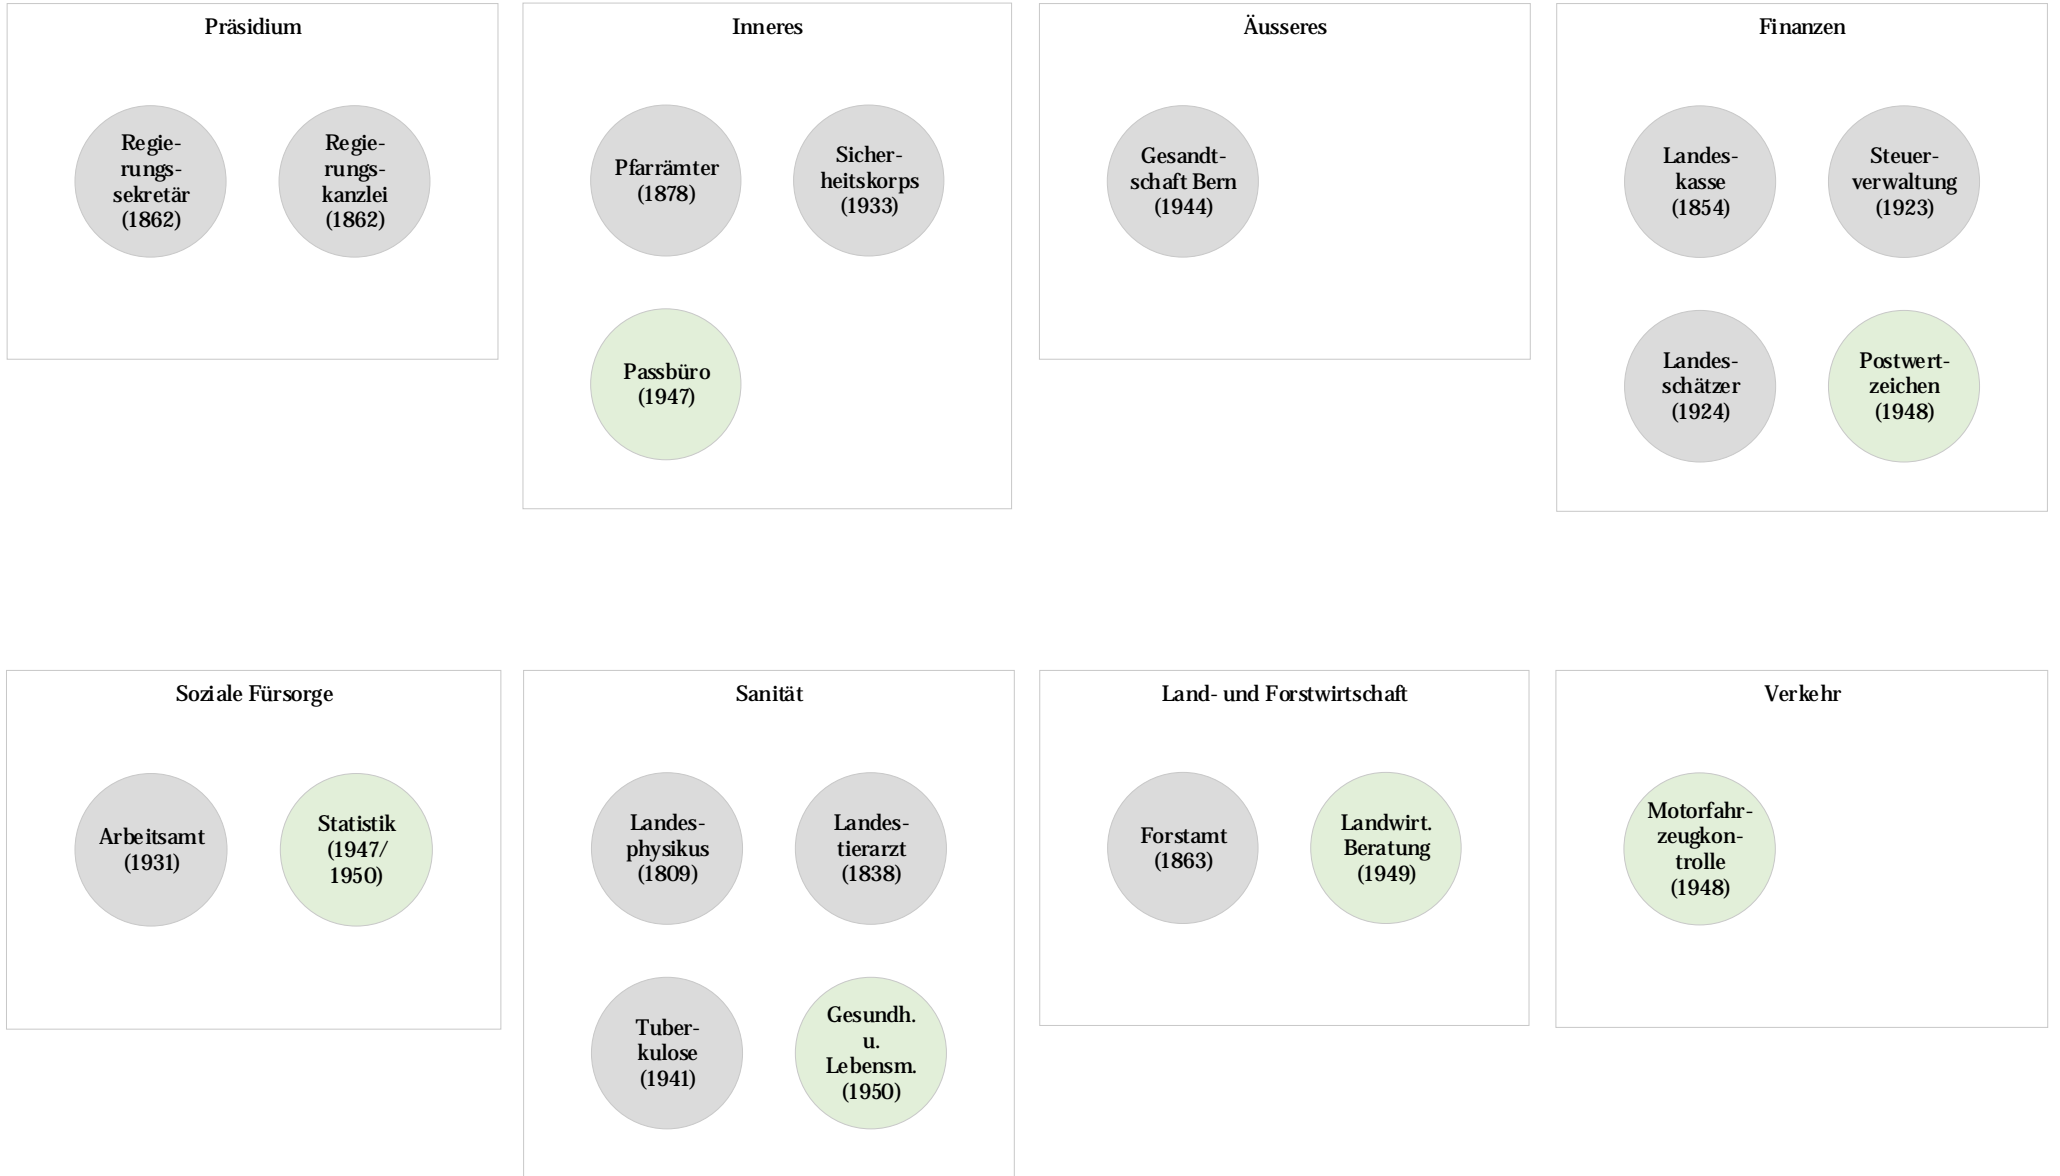 Präsidium
Regie-
rungs-
sekretär
(1862)
Regie-
rungs-
kanzlei
(1862)
Inneres
Pfarrämter
(1878)
Sicher-
heitskorps
(1933)
Passbüro
(1947)
Äusseres
Gesandt-
schaft Bern
(1944)
Finanzen
Landes-
kasse
(1854)
Steuer-
verwaltung
(1923)
Landes-
schätzer
(1924)
Postwert-
zeichen
(1948)
Soziale Fürsorge
Arbeitsamt
(1931)
Statistik
(1947/
1950)
Sanität
Landes-
physikus
(1809)
Landes-
tierarzt
(1838)
Tuber-
kulose
(1941)
Gesundh.
u.
Lebensm.
(1950)
Land- und Forstwirtschaft
Forstamt
(1863)
Landwirt.
Beratung
(1949)
Verkehr
Motorfahr-
zeugkon-
trolle
(1948)